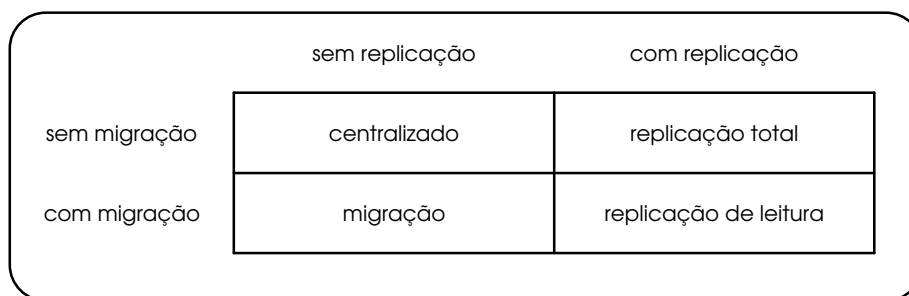 sem replicação com replicação
sem migração centralizado replicação total
com migração migração replicação de leitura